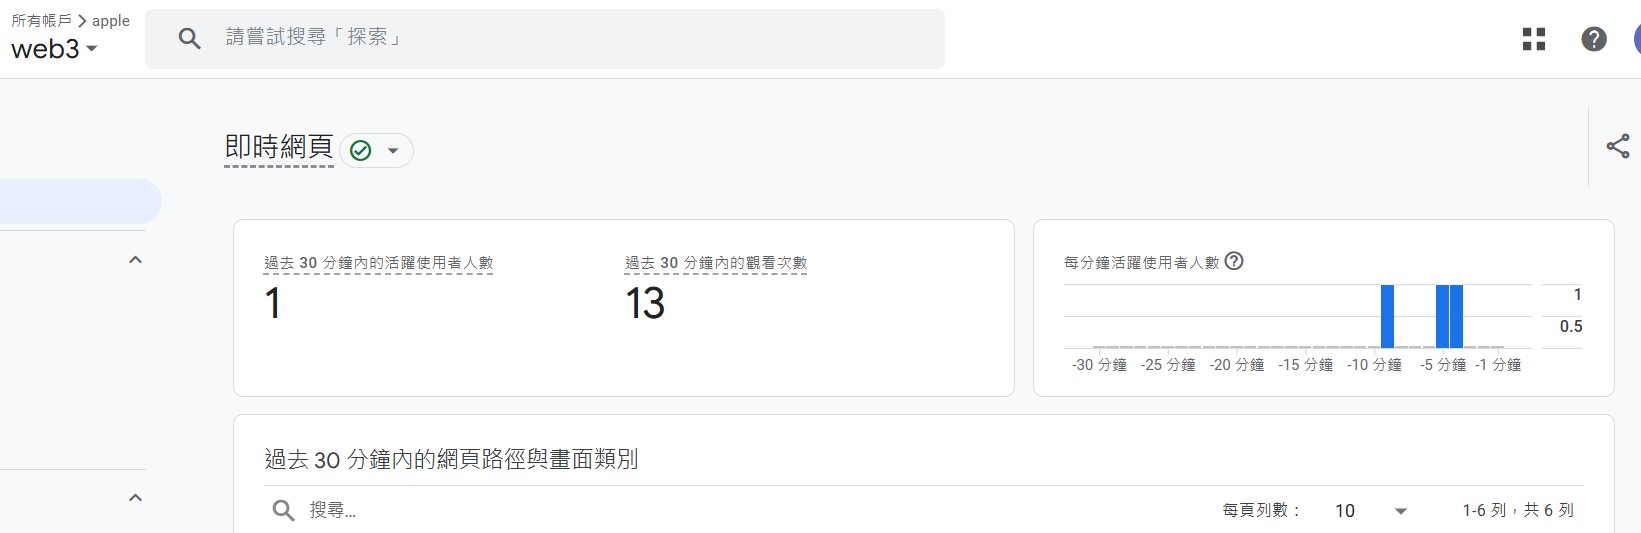 所有帳戶 > apple
web3
請嘗試搜尋「探索」
即時網頁
過去 30 分鐘內的活躍使用者人數
1
過去 30 分鐘內的觀看次數
13
每分鐘活躍使用者人數
1
0.5
-30 分鐘 -25 分鐘 -20 分鐘 -15 分鐘 -10 分鐘 -5 分鐘 -1 分鐘
過去 30 分鐘內的網頁路徑與畫面類別
搜尋...
每頁列數：
10
1-6 列，共 6 列